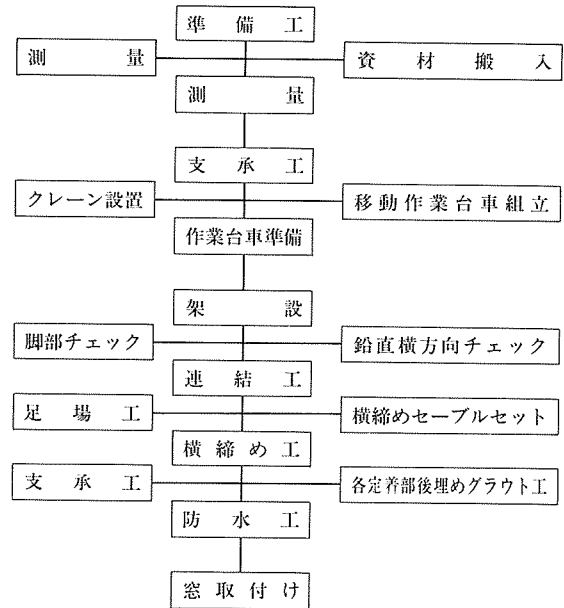 準備工
測量
資材搬入
測量
支承工
クレーン設置
移動作業台車組立
作業台車準備
架設
脚部チェック
鉛直横方向チェック
連結工
足場工
横締めセーブルセット
横締め工
支承工
各定着部後埋めグラウト工
防水工
窓取付け